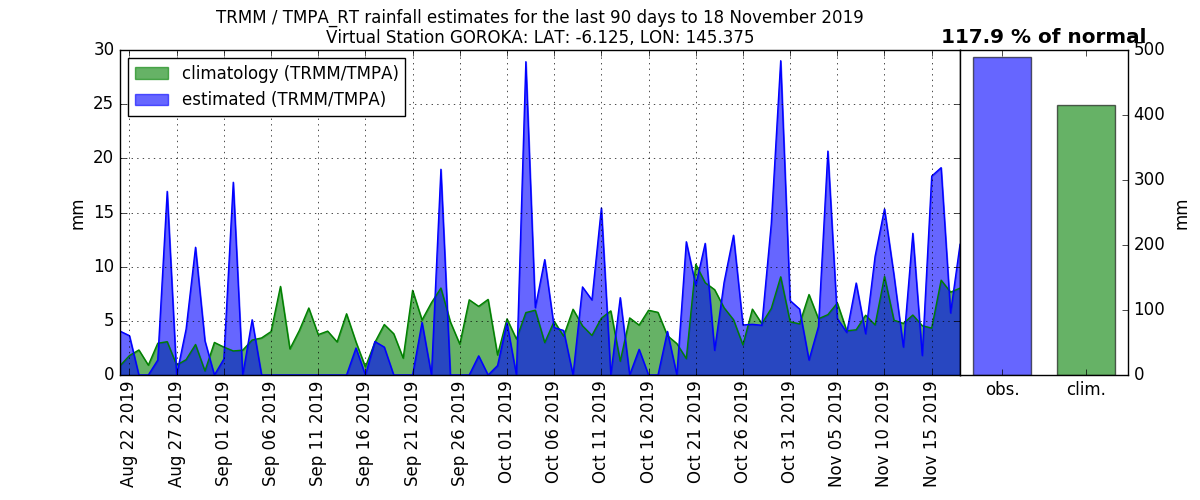 TRMM / TMPA_RT rainfall estimates for the last 90 days to 18 November 2019
Virtual Station GOROKA: LAT: -6.125, LON: 145.375
117.9 % of normal
climatology (TRMM/TMPA)
estimated (TRMM/TMPA)
mm
30
25
20
15
10
5
0
Aug 22 2019
Aug 27 2019
Sep 01 2019
Sep 06 2019
Sep 11 2019
Sep 16 2019
Sep 21 2019
Sep 26 2019
Oct 01 2019
Oct 06 2019
Oct 11 2019
Oct 16 2019
Oct 21 2019
Oct 26 2019
Oct 31 2019
Nov 05 2019
Nov 10 2019
Nov 15 2019
obs.
clim.
500
400
300
200
100
0
mm